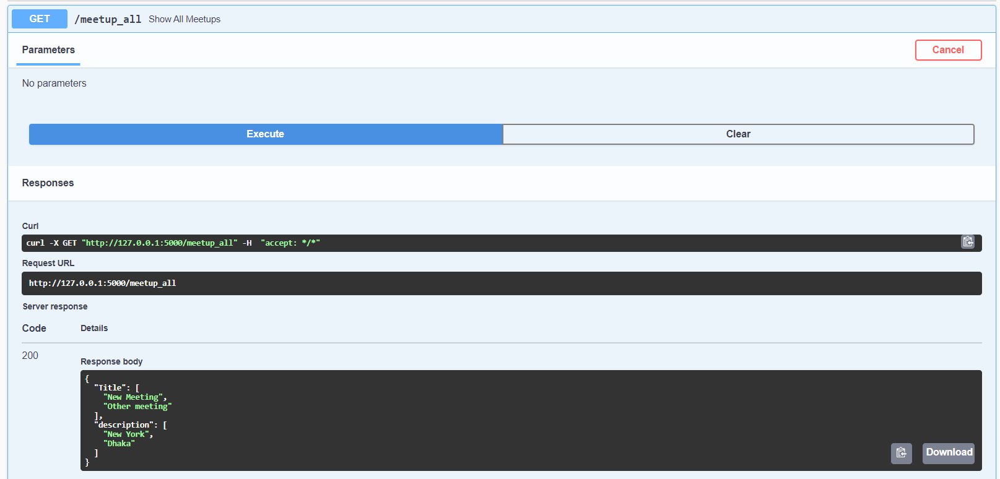 GET /meetup_all Show All Meetups
Parameters
Cancel
No parameters
Execute
Clear
Responses
Curl
curl -X GET "http://127.0.0.1:5000/meetup_all" -H  "accept: */*"
Request URL
http://127.0.0.1:5000/meetup_all
Server response
Code Details
200
Response body
{
  "Title": [
    "New Meeting",
    "Other meeting"
  ],
  "description": [
    "New York",
    "Dhaka"
  ]
}
Download